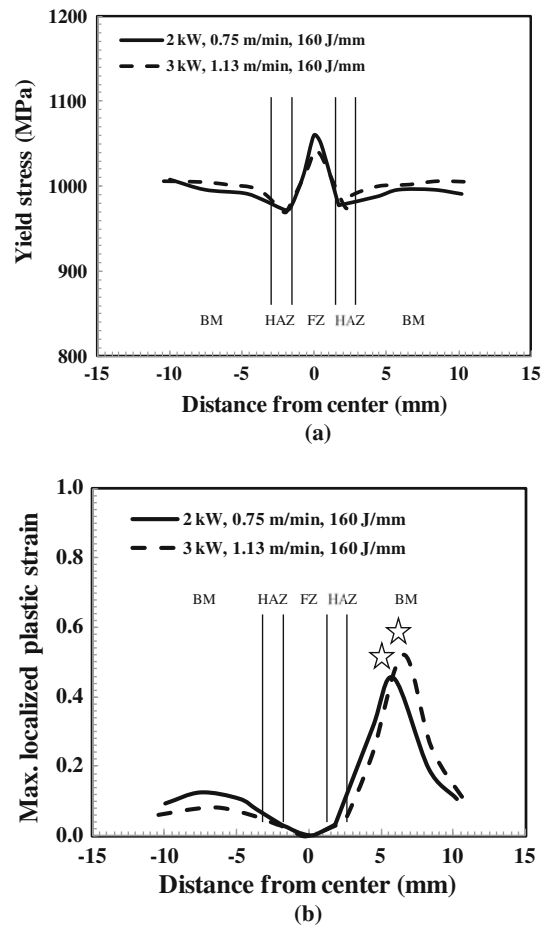 1200
2 kW, 0.75 m/min, 160 J/mm
3 kW, 1.13 m/min, 160 J/mm
1100
Yield stress (MPa)
1000
900
BM HAZ FZ HAZ BM
800
-15 -10 -5 0 5 10 15
Distance from center (mm)
(a)
1.0
2 kW, 0.75 m/min, 160 J/mm
0.8
3 kW, 1.13 m/min, 160 J/mm
BM HAZ FZ HAZ BM
Max. localized plastic strain
0.6
0.4
0.2
0.0
-15 -10 -5 0 5 10 15
Distance from center (mm)
(b)